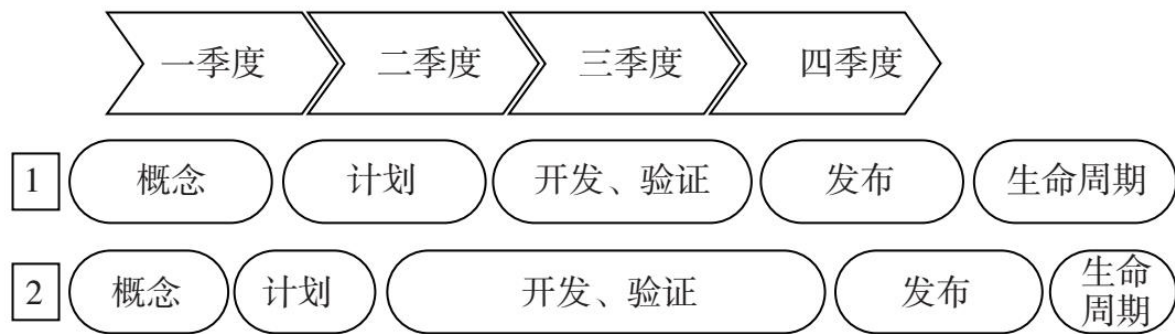 一季度 二季度 三季度 四季度
1 概念 计划 开发、验证 发布 生命周期
2 概念 计划 开发、验证 发布 生命
周期